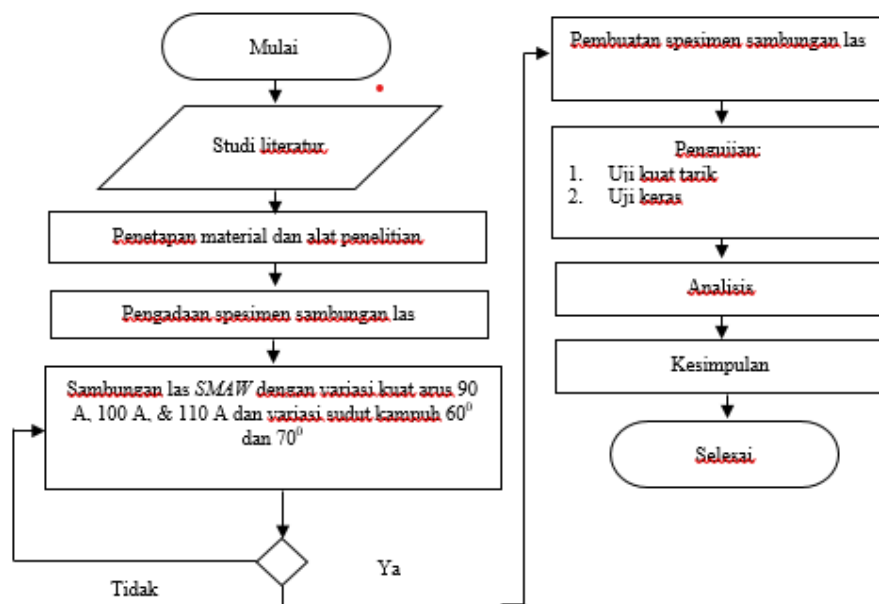 Mulai
Studi literatur
Penetapan material dan alat penelitian
Pengadaan spesimen sambungan las
Sambungan las SMAW dengan variasi kuat arus 90
A, 100 A, & 110 A dan variasi sudut kampuh 60⁰
dan 70⁰
Tidak
Ya
Pembuatan spesimen sambungan las
Pengujian:
1. Uji kuat tarik
2. Uji keras
Analisis
Kesimpulan
Selesai